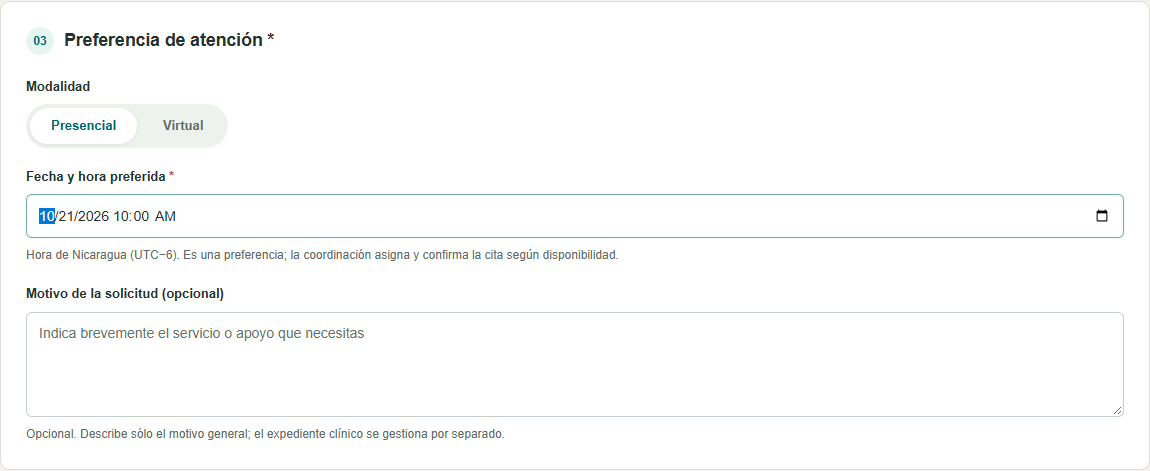 03 Preferencia de atención *
Modalidad
Presencial Virtual
Fecha y hora preferida *
10/21/2026 10:00 AM
Hora de Nicaragua (UTC−6). Es una preferencia; la coordinación asigna y confirma la cita según disponibilidad.
Motivo de la solicitud (opcional)
Indica brevemente el servicio o apoyo que necesitas
Opcional. Describe sólo el motivo general; el expediente clínico se gestiona por separado.